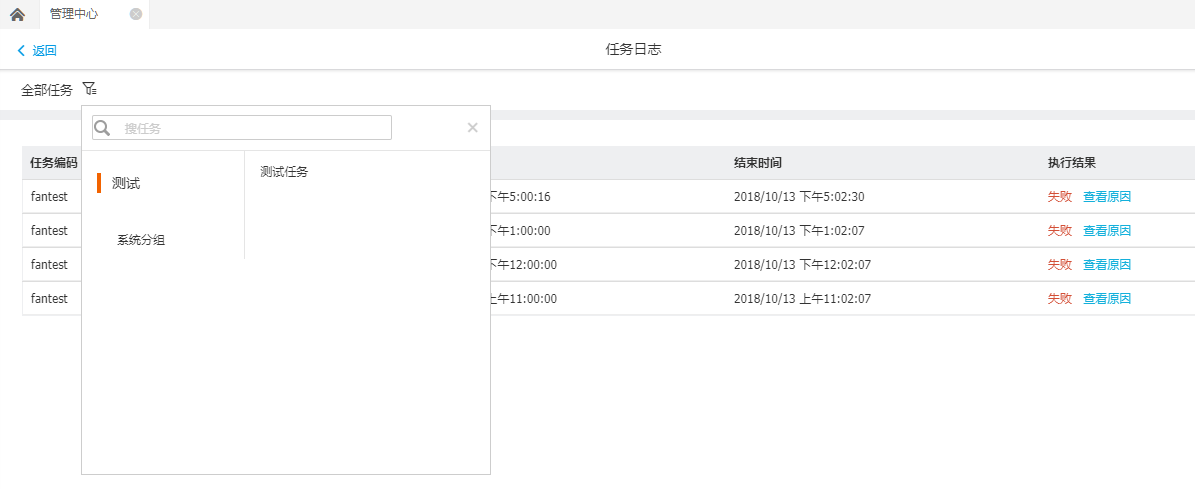 管理中心
返回
任务日志
全部任务
搜任务
任务编码 结束时间 执行结果
测试 测试任务
fantest 下午5:00:16 2018/10/13 下午5:02:30 失败 查看原因
fantest 下午1:00:00 2018/10/13 下午1:02:07 失败 查看原因
系统分组
fantest 下午12:00:00 2018/10/13 下午12:02:07 失败 查看原因
fantest 上午11:00:00 2018/10/13 上午11:02:07 失败 查看原因